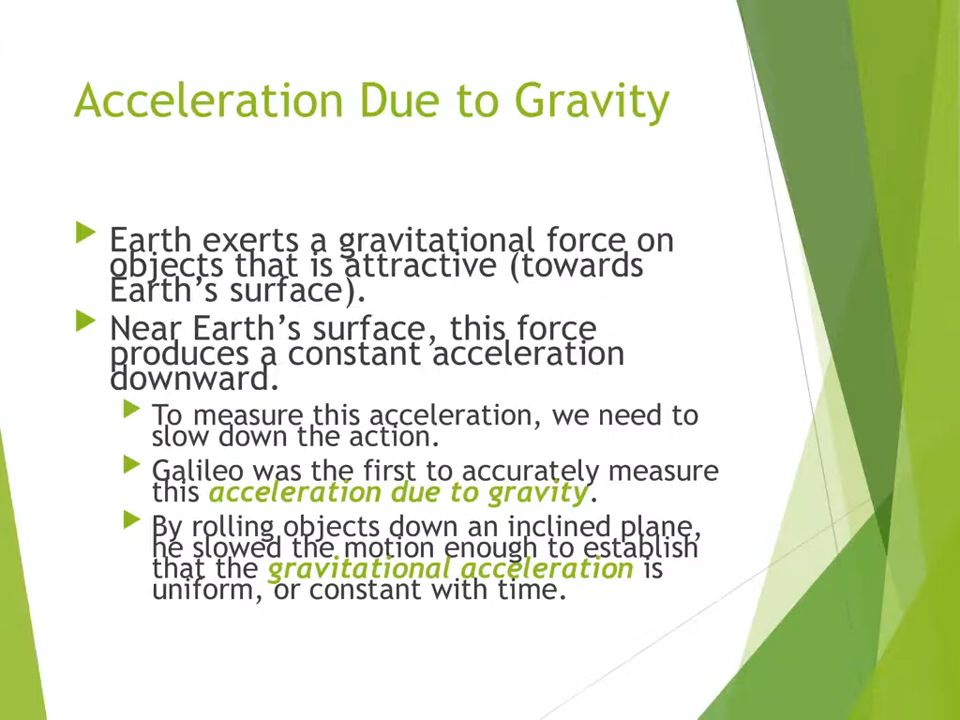 Acceleration Due to Gravity
Earth exerts a gravitational force on
objects that is attractive (towards
Earth’s surface).
Near Earth’s surface, this force
produces a constant acceleration
downward.
To measure this acceleration, we need to
slow down the action.
Galileo was the first to accurately measure
this acceleration due to gravity.
By rolling objects down an inclined plane,
he slowed the motion enough to establish
that the gravitational acceleration is
uniform, or constant with time.